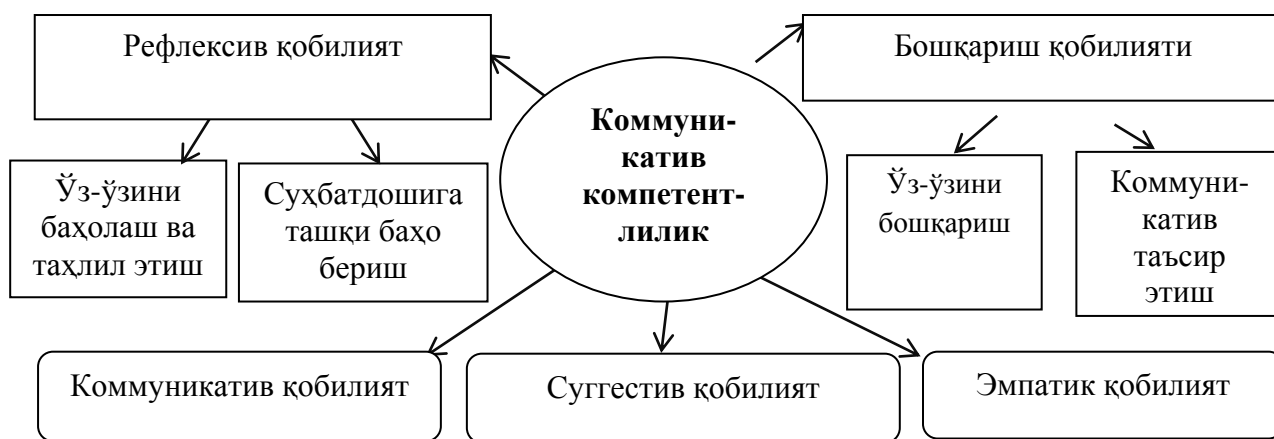 Рефлексив қобилият
Бошқариш қобилияти
Коммуни-
катив
компетент-
лилик
Ўз-ўзини
баҳолаш ва
таҳлил этиш
Суҳбатдошига
ташқи баҳо
бериш
Ўз-ўзини
бошқариш
Коммуни-
катив
таъсир
этиш
Коммуникатив қобилият
Суггестив қобилият
Эмпатик қобилият